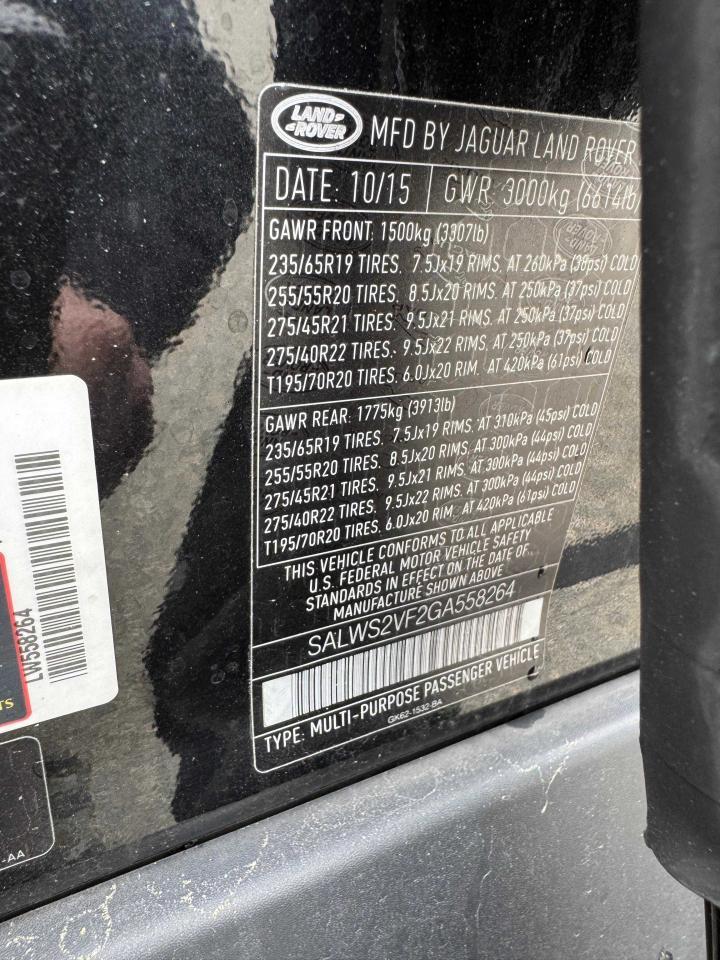 LAND-
-ROVER
MFD BY JAGUAR LAND ROVER
DATE: 10/15 GWR: 3000kg (6614lb
GAWR FRONT: 1500kg (3307lb)
235/65R19 TIRES. 7.5Jx19 RIMS. AT 260kPa (38psi) COLD
255/55R20 TIRES. 8.5Jx20 RIMS. AT 250kPa (37psi) COLD
275/45R21 TIRES. 9.5Jx21 RIMS. AT 250kPa (37psi) COLD
275/40R22 TIRES. 9.5Jx22 RIMS. AT 250kPa (37psi) COLD
T195/70R20 TIRES. 6.0Jx20 RIM. AT 420kPa (61psi) COLD
GAWR REAR: 1775kg (3913lb)
235/65R19 TIRES. 7.5Jx19 RIMS. AT 310kPa (45psi) COLD
255/55R20 TIRES. 8.5Jx20 RIMS. AT 300kPa (44psi) COLD
275/45R21 TIRES. 9.5Jx21 RIMS. AT 300kPa (44psi) COLD
275/40R22 TIRES. 9.5Jx22 RIMS. AT 300kPa (44psi) COLD
T195/70R20 TIRES. 6.0Jx20 RIM. AT 420kPa (61psi) COLD
THIS VEHICLE CONFORMS TO ALL APPLICABLE
U.S. FEDERAL MOTOR VEHICLE SAFETY
STANDARDS IN EFFECT ON THE DATE OF
MANUFACTURE SHOWN ABOVE
SALWS2VF2GA558264
TYPE: MULTI-PURPOSE PASSENGER VEHICLE
GK62-1532-BA
LW558264
TS
-AA